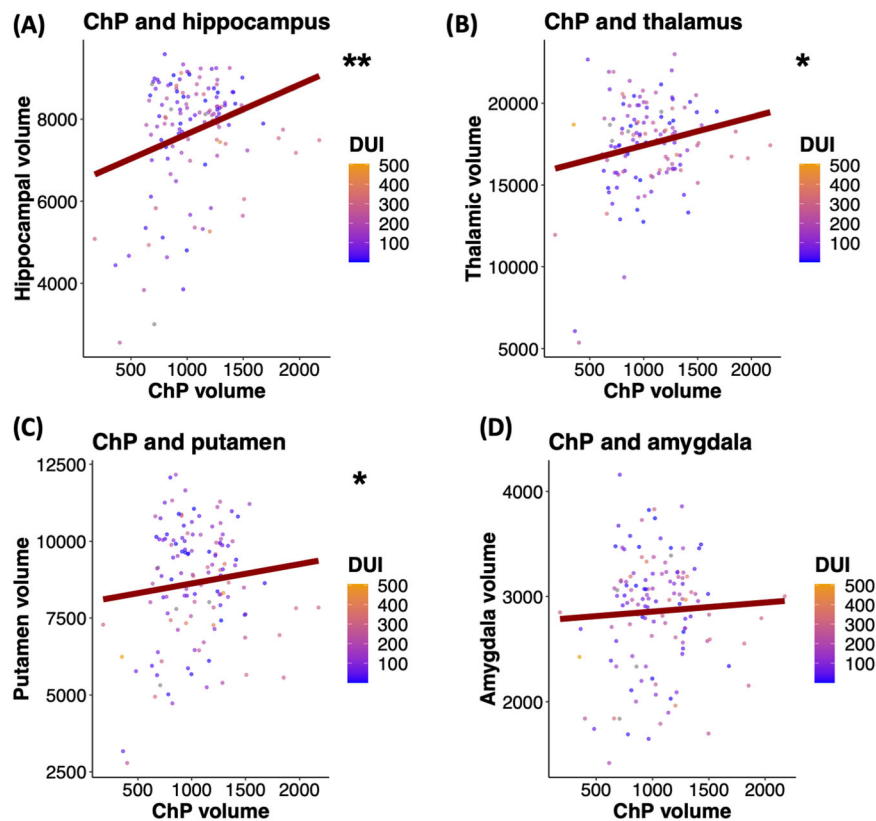 (A)
ChP and hippocampus
**
Hippocampal volume
8000
6000
4000
500 1000 1500 2000
ChP volume
DUI
500
400
300
200
100
(B)
ChP and thalamus
*
Thalamic volume
20000
15000
10000
5000
500 1000 1500 2000
ChP volume
DUI
500
400
300
200
100
(C)
ChP and putamen
*
Putamen volume
12500
10000
7500
5000
2500
500 1000 1500 2000
ChP volume
DUI
500
400
300
200
100
(D)
ChP and amygdala
Amygdala volume
4000
3000
2000
500 1000 1500 2000
ChP volume
DUI
500
400
300
200
100